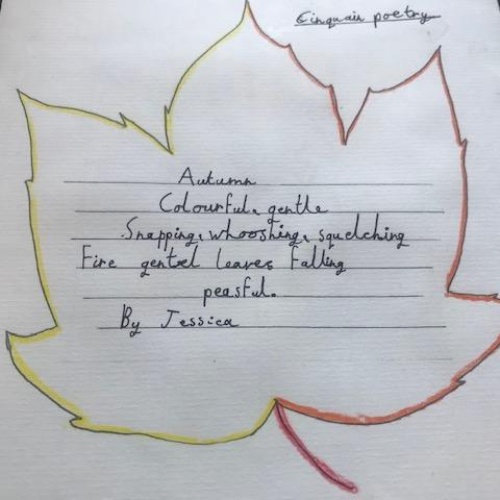 Cinquain poetry
Autumn
Colourful, gentle
Snapping, whooshing, squelching
Fire gentel leaves falling
peasful.
By Jessica